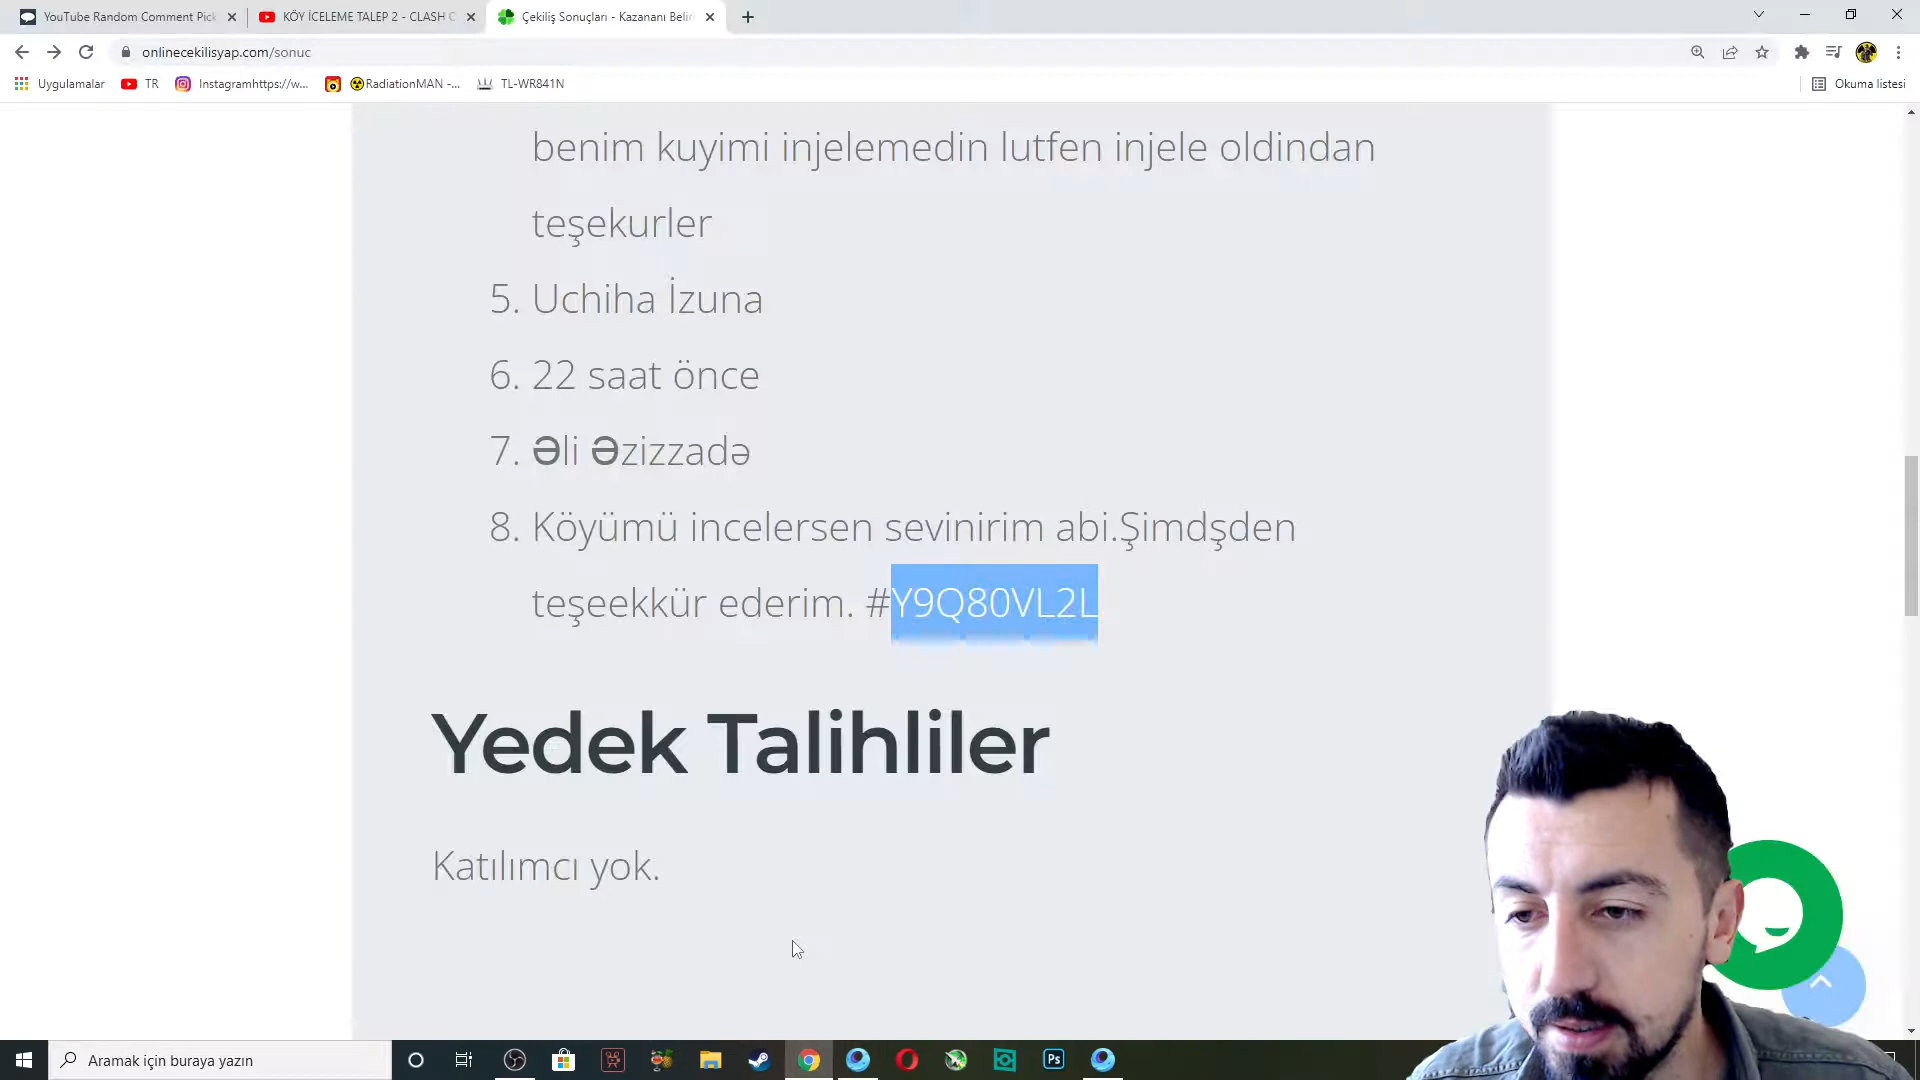 YouTube Random Comment Pick
KÖY İCELEME TALEP 2 - CLASH C
Çekiliş Sonuçları - Kazananı Belir
onlinecekilisyap.com/sonuc
Uygulamalar
TR
Instagramhttps://w...
RadiationMAN -...
TL-WR841N
Okuma listesi
benim kuyimi injelemedin lutfen injele oldindan
teşekurler
5. Uchiha İzuna
6. 22 saat önce
7. Əli Əzizzadə
8. Köyümü incelersen sevinirim abi.Şimdşden
teşeekkür ederim. #Y9Q80VL2L
Yedek Talihliler
Katılımcı yok.
Aramak için buraya yazın
Ps